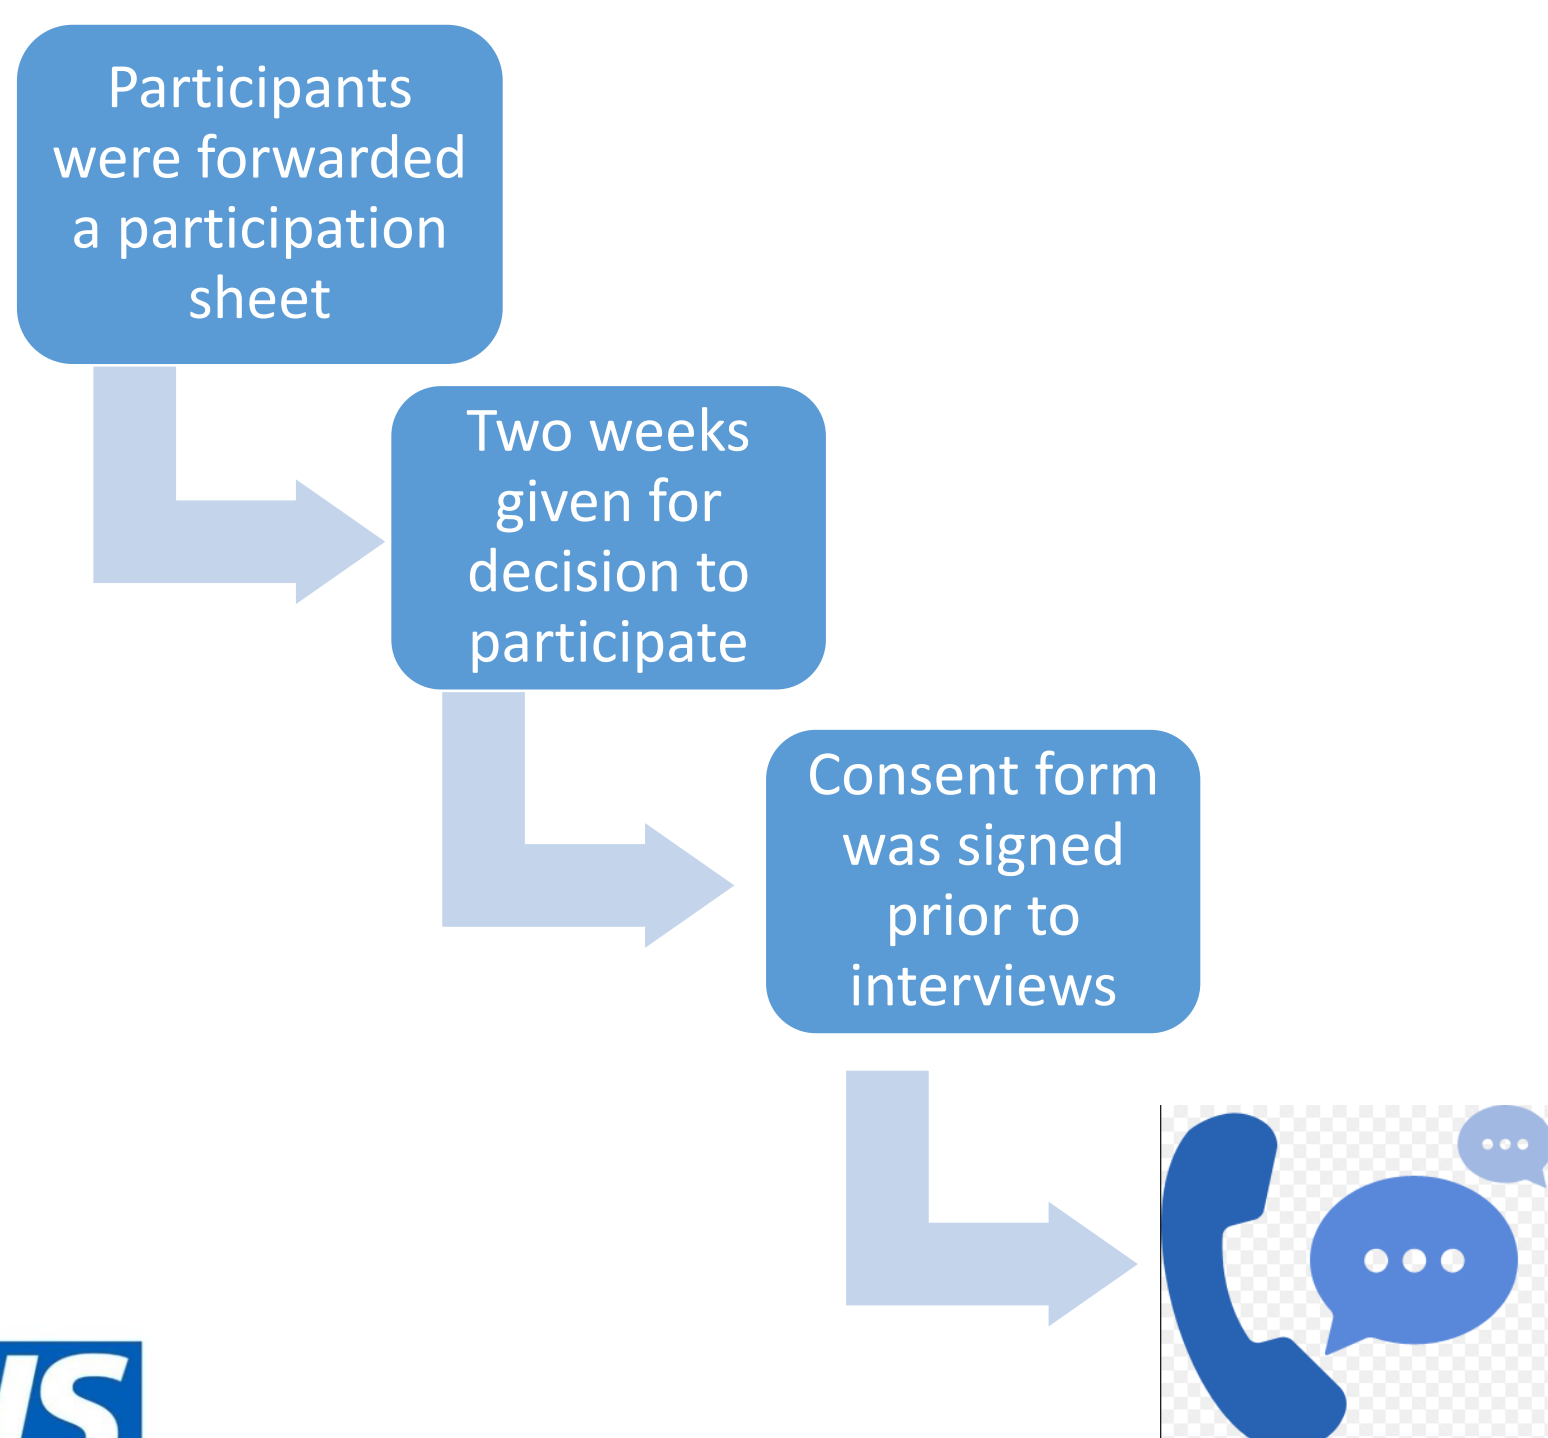 Participants
were forwarded
a participation
sheet
Two weeks
given for
decision to
participate
Consent form
was signed
prior to
interviews